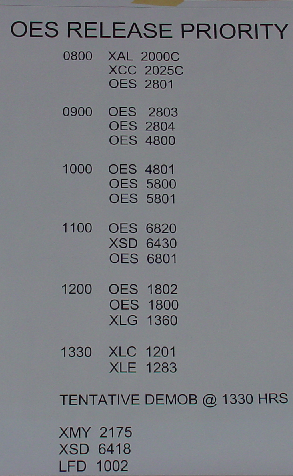 OES RELEASE PRIORITY
0800 XAL 2000C
XCC 2025C
OES 2801
0900 OES 2803
OES 2804
OES 4800
1000 OES 4801
OES 5800
OES 5801
1100 OES 6820
XSD 6430
OES 6801
1200 OES 1802
OES 1800
XLG 1360
1330 XLC 1201
XLE 1283
TENTATIVE DEMOB @ 1330 HRS
XMY 2175
XSD 6418
LFD 1002